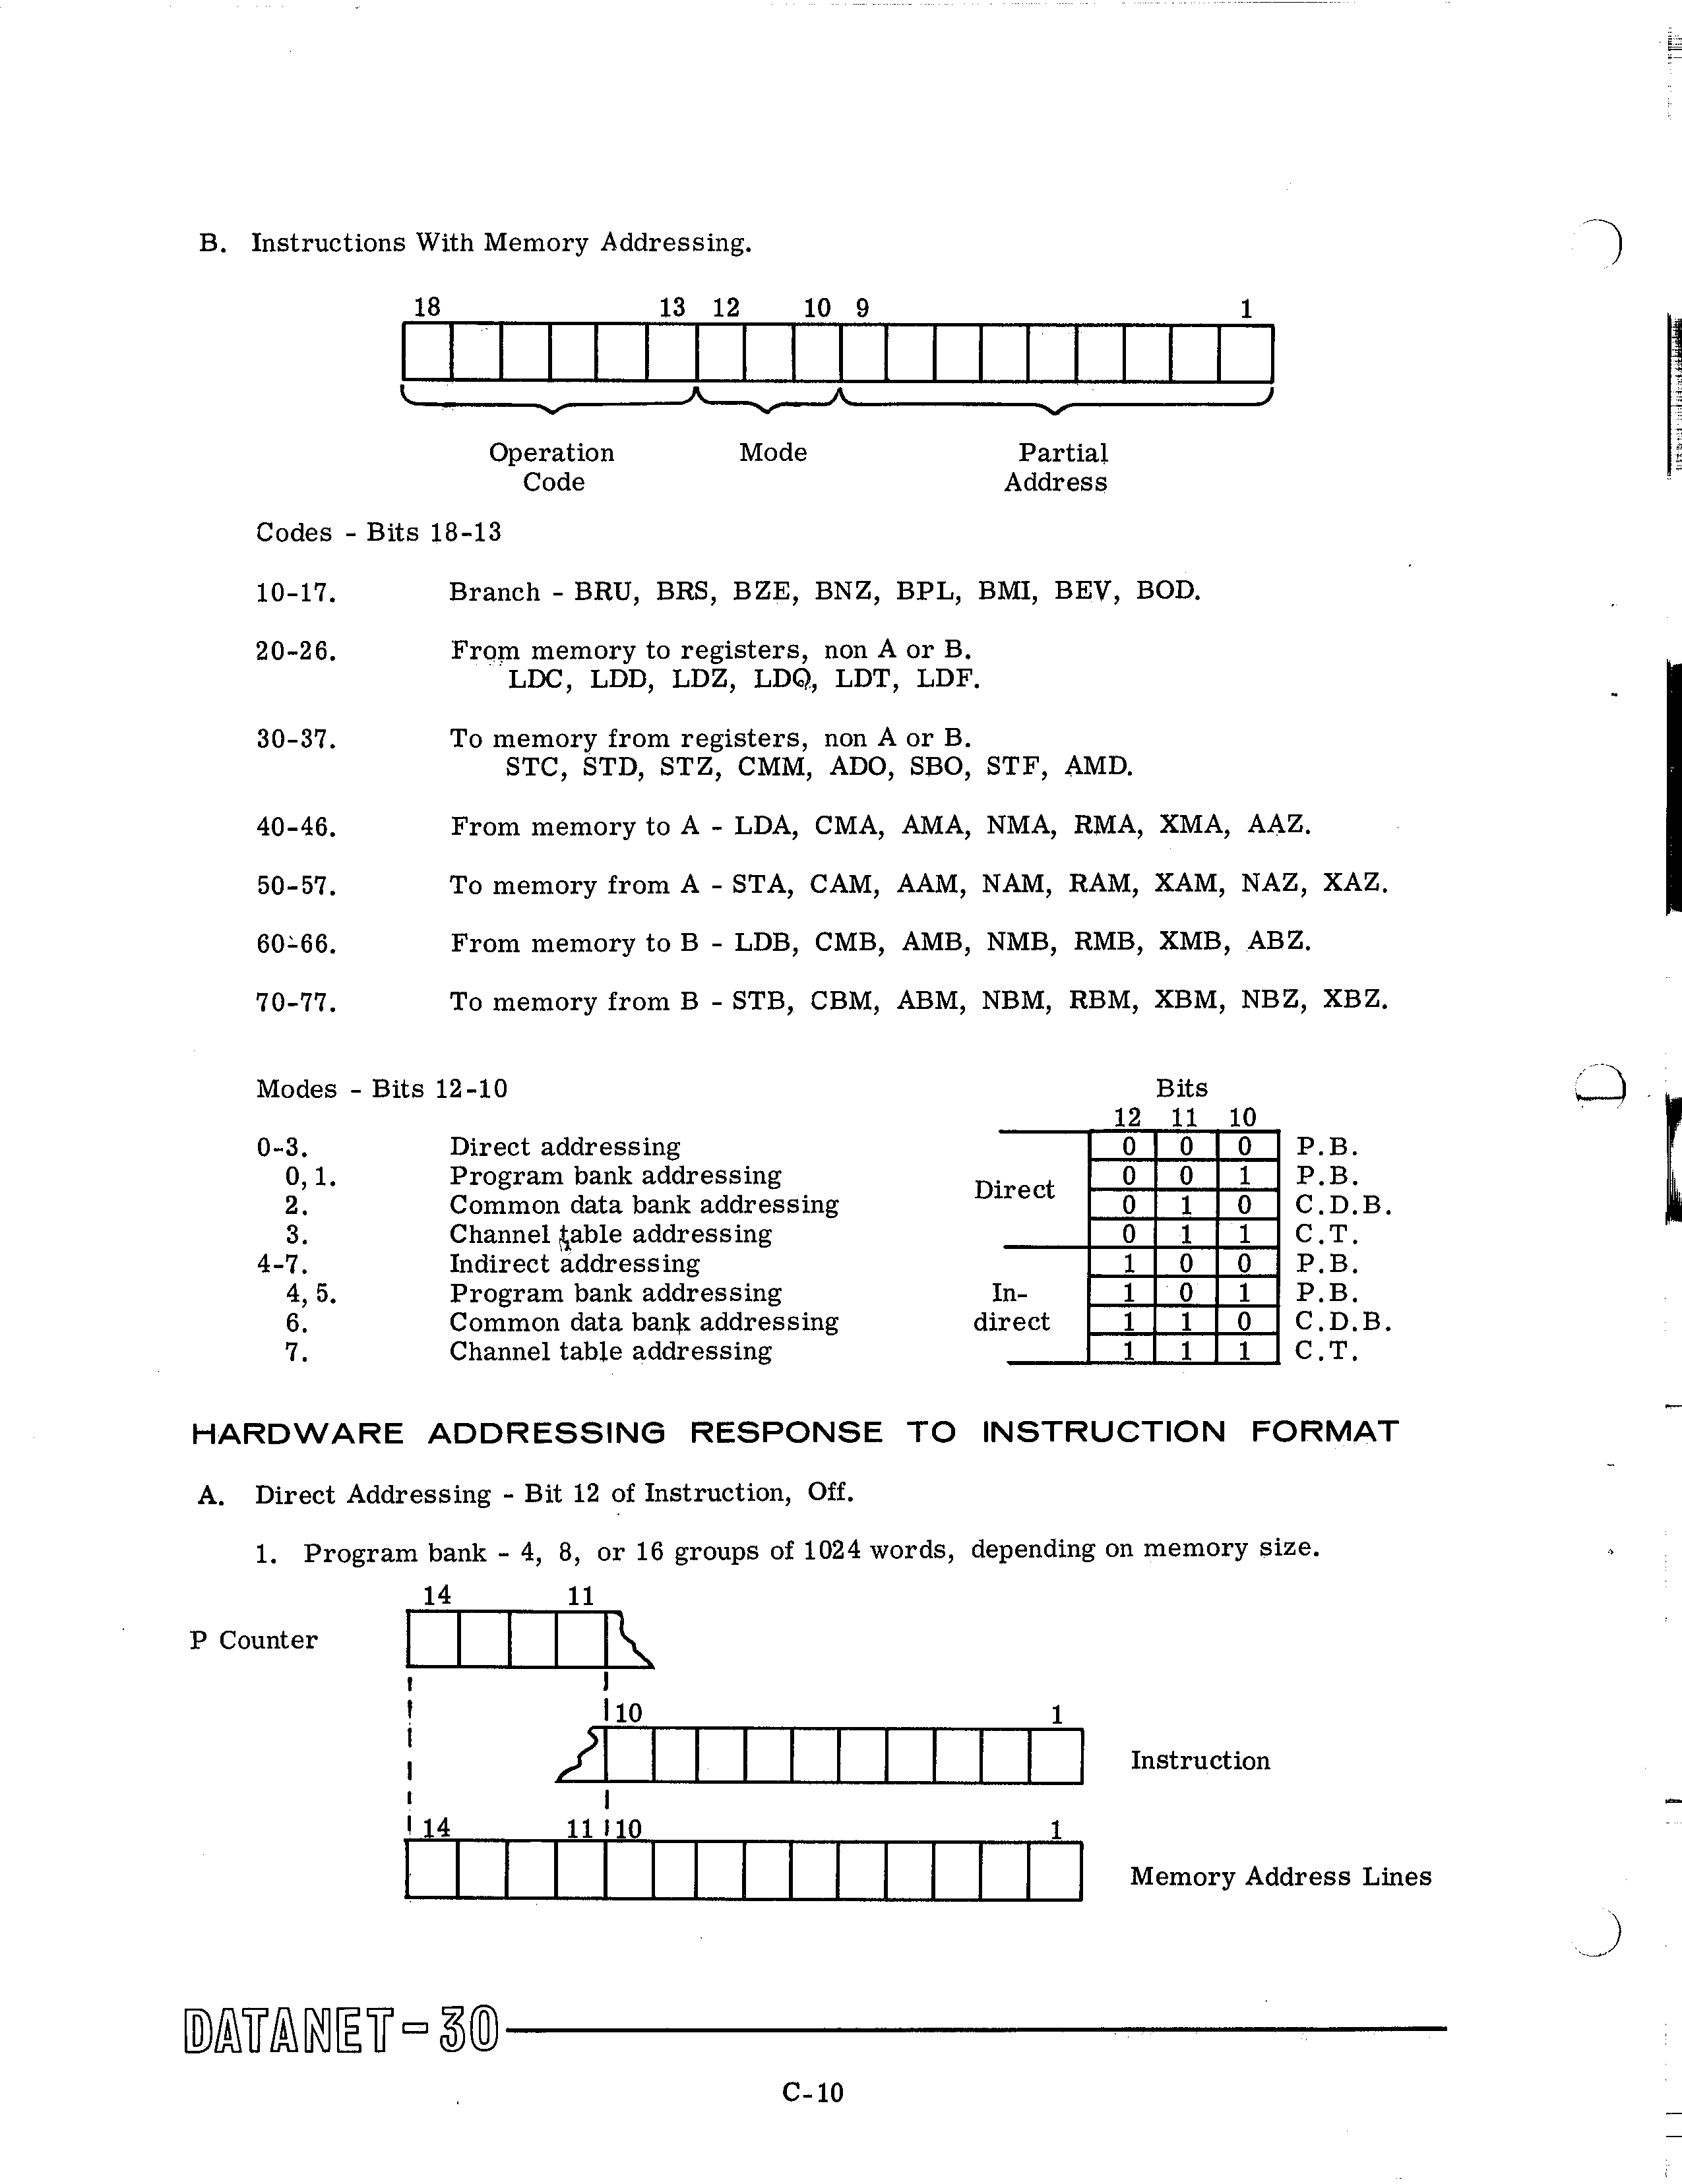 B. Instructions With Memory Addressing.
18 13 12 10 9 1
Operation Mode Partial
Code Address
Codes - Bits 18-13
10-17. Branch - BRU, BRS, BZE, BNZ, BPL, BMI, BEV, BOD.
20-26. From memory to registers, non A or B.
LDC, LDD, LDZ, LDQ, LDT, LDF.
30-37. To memory from registers, non A or B.
STC, STD, STZ, CMM, ADO, SBO, STF, AMD.
40-46. From memory to A - LDA, CMA, AMA, NMA, RMA, XMA, AAZ.
50-57. To memory from A - STA, CAM, AAM, NAM, RAM, XAM, NAZ, XAZ.
60-66. From memory to B - LDB, CMB, AMB, NMB, RMB, XMB, ABZ.
70-77. To memory from B - STB, CBM, ABM, NBM, RBM, XBM, NBZ, XBZ.
Modes - Bits 12-10 Bits
12 11 10
0-3. Direct addressing 0 0 0 P.B.
0,1. Program bank addressing 0 0 1 P.B.
Direct
2. Common data bank addressing 0 1 0 C.D.B.
3. Channel table addressing 0 1 1 C.T.
4-7. Indirect addressing 1 0 0 P.B.
4,5. Program bank addressing In- 1 0 1 P.B.
6. Common data bank addressing direct 1 1 0 C.D.B.
7. Channel table addressing 1 1 1 C.T.
HARDWARE ADDRESSING RESPONSE TO INSTRUCTION FORMAT
A. Direct Addressing - Bit 12 of Instruction, Off.
1. Program bank - 4, 8, or 16 groups of 1024 words, depending on memory size.
14 11
P Counter
10 1
Instruction
14 11 10 1
Memory Address Lines
DATANET-30
C-10